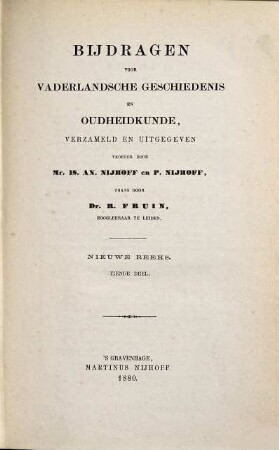 BIJDRAGEN
VOOR
VADERLANDSCHE GESCHIEDENIS
EN
OUDHEIDKUNDE,
VERZAMELD EN UITGEGEVEN
VROEGER DOOR
Mr. IS. AN. NIJHOFF en P. NIJHOFF,
THANS DOOR
Dr. R. FRUIN,
HOOGLEERAAR TE LEIDEN.
NIEUWE REEKS.
TIENDE DEEL.
'S GRAVENHAGE,
MARTINUS NIJHOFF.
1880.